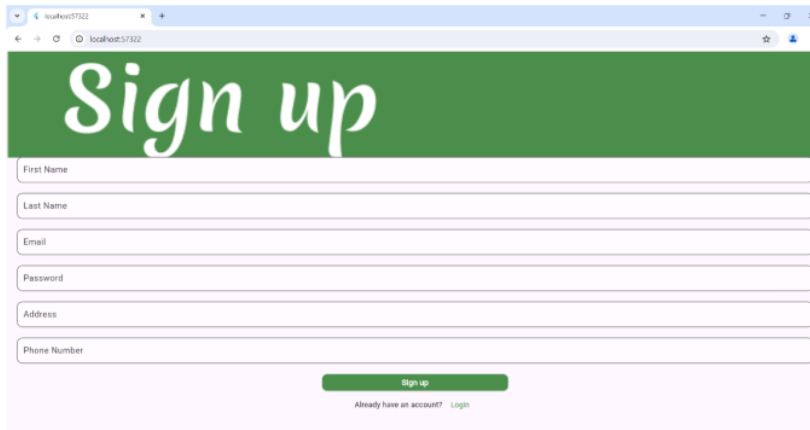 localhost:57322
localhost:57322
Sign up
First Name
Last Name
Email
Password
Address
Phone Number
Sign up
Already have an account? Login